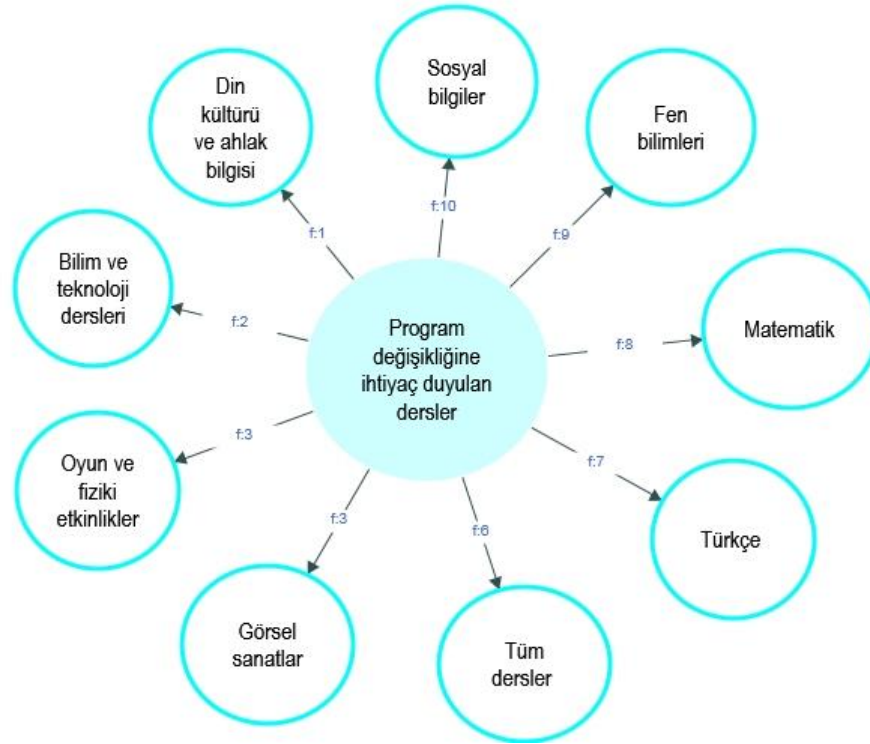 Sosyal
bilgiler
Din
kültürü
ve ahlak
bilgisi
Fen
bilimleri
f:10
f:1
f:9
Bilim ve
teknoloji
dersleri
f:2
Program
değişikliğine
ihtiyaç duyulan
dersler
f:8
Matematik
f:3
Oyun ve
fiziki
etkinlikler
f:7
Türkçe
f:3
f:6
Görsel
sanatlar
Tüm
dersler